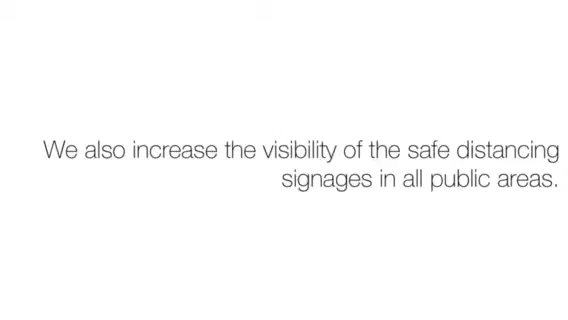 We also increase the visibility of the safe distancing
signages in all public areas.